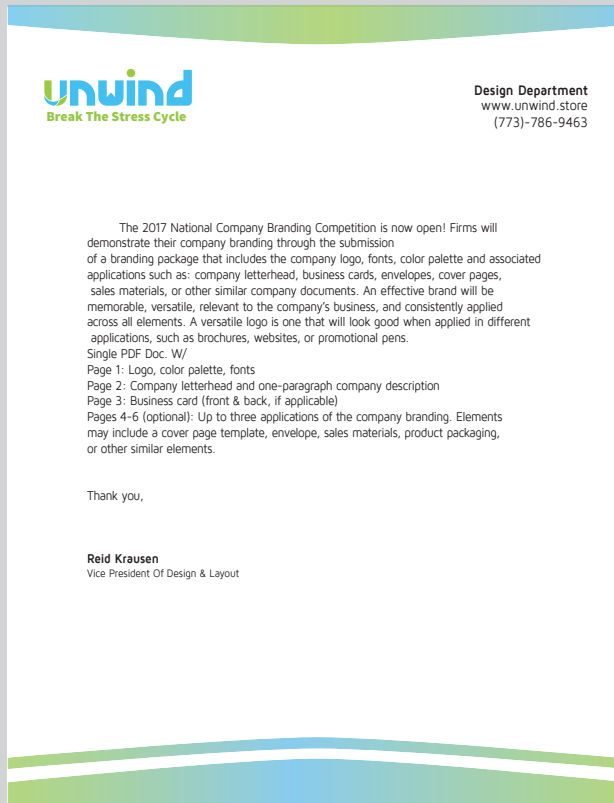 unwind
Break The Stress Cycle
Design Department
www.unwind.store
(773)-786-9463
The 2017 National Company Branding Competition is now open! Firms will
demonstrate their company branding through the submission
of a branding package that includes the company logo, fonts, color palette and associated
applications such as: company letterhead, business cards, envelopes, cover pages,
sales materials, or other similar company documents. An effective brand will be
memorable, versatile, relevant to the company's business, and consistently applied
across all elements. A versatile logo is one that will look good when applied in different
applications, such as brochures, websites, or promotional pens.
Single PDF Doc. W/
Page 1: Logo, color palette, fonts
Page 2: Company letterhead and one-paragraph company description
Page 3: Business card (front & back, if applicable)
Pages 4-6 (optional): Up to three applications of the company branding. Elements
may include a cover page template, envelope, sales materials, product packaging,
or other similar elements.
Thank you,
Reid Krausen
Vice President Of Design & Layout